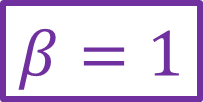 β = 1